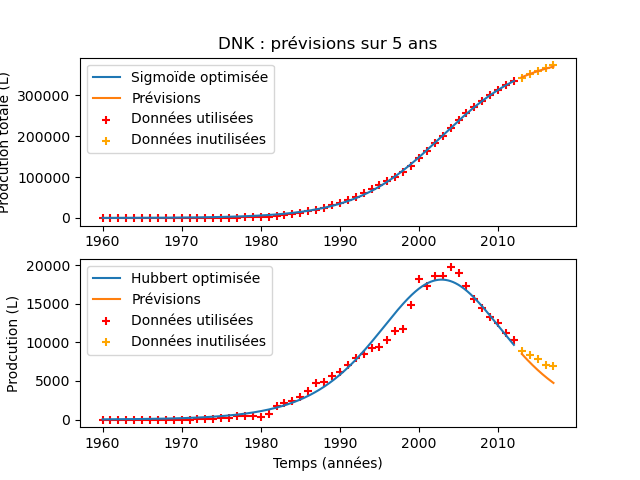 DNK : prévisions sur 5 ans
Prodcution totale (L)
300000
200000
100000
0
Sigmoïde optimisée
Prévisions
Données utilisées
Données inutilisées
1960 1970 1980 1990 2000 2010
Prodcution (L)
20000
15000
10000
5000
0
Hubbert optimisée
Prévisions
Données utilisées
Données inutilisées
1960 1970 1980 1990 2000 2010
Temps (années)